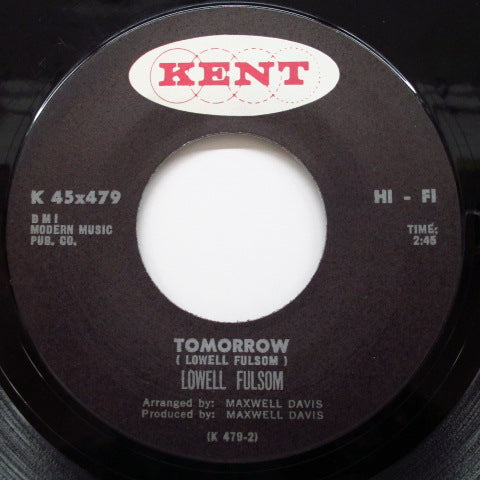 KENT
K 45x479
HI - FI
BMI
MODERN MUSIC
PUB. CO.
TIME:
2:45
TOMORROW
( LOWELL FULSOM )
LOWELL FULSOM
Arranged by: MAXWELL DAVIS
Produced by: MAXWELL DAVIS
(K 479-2)